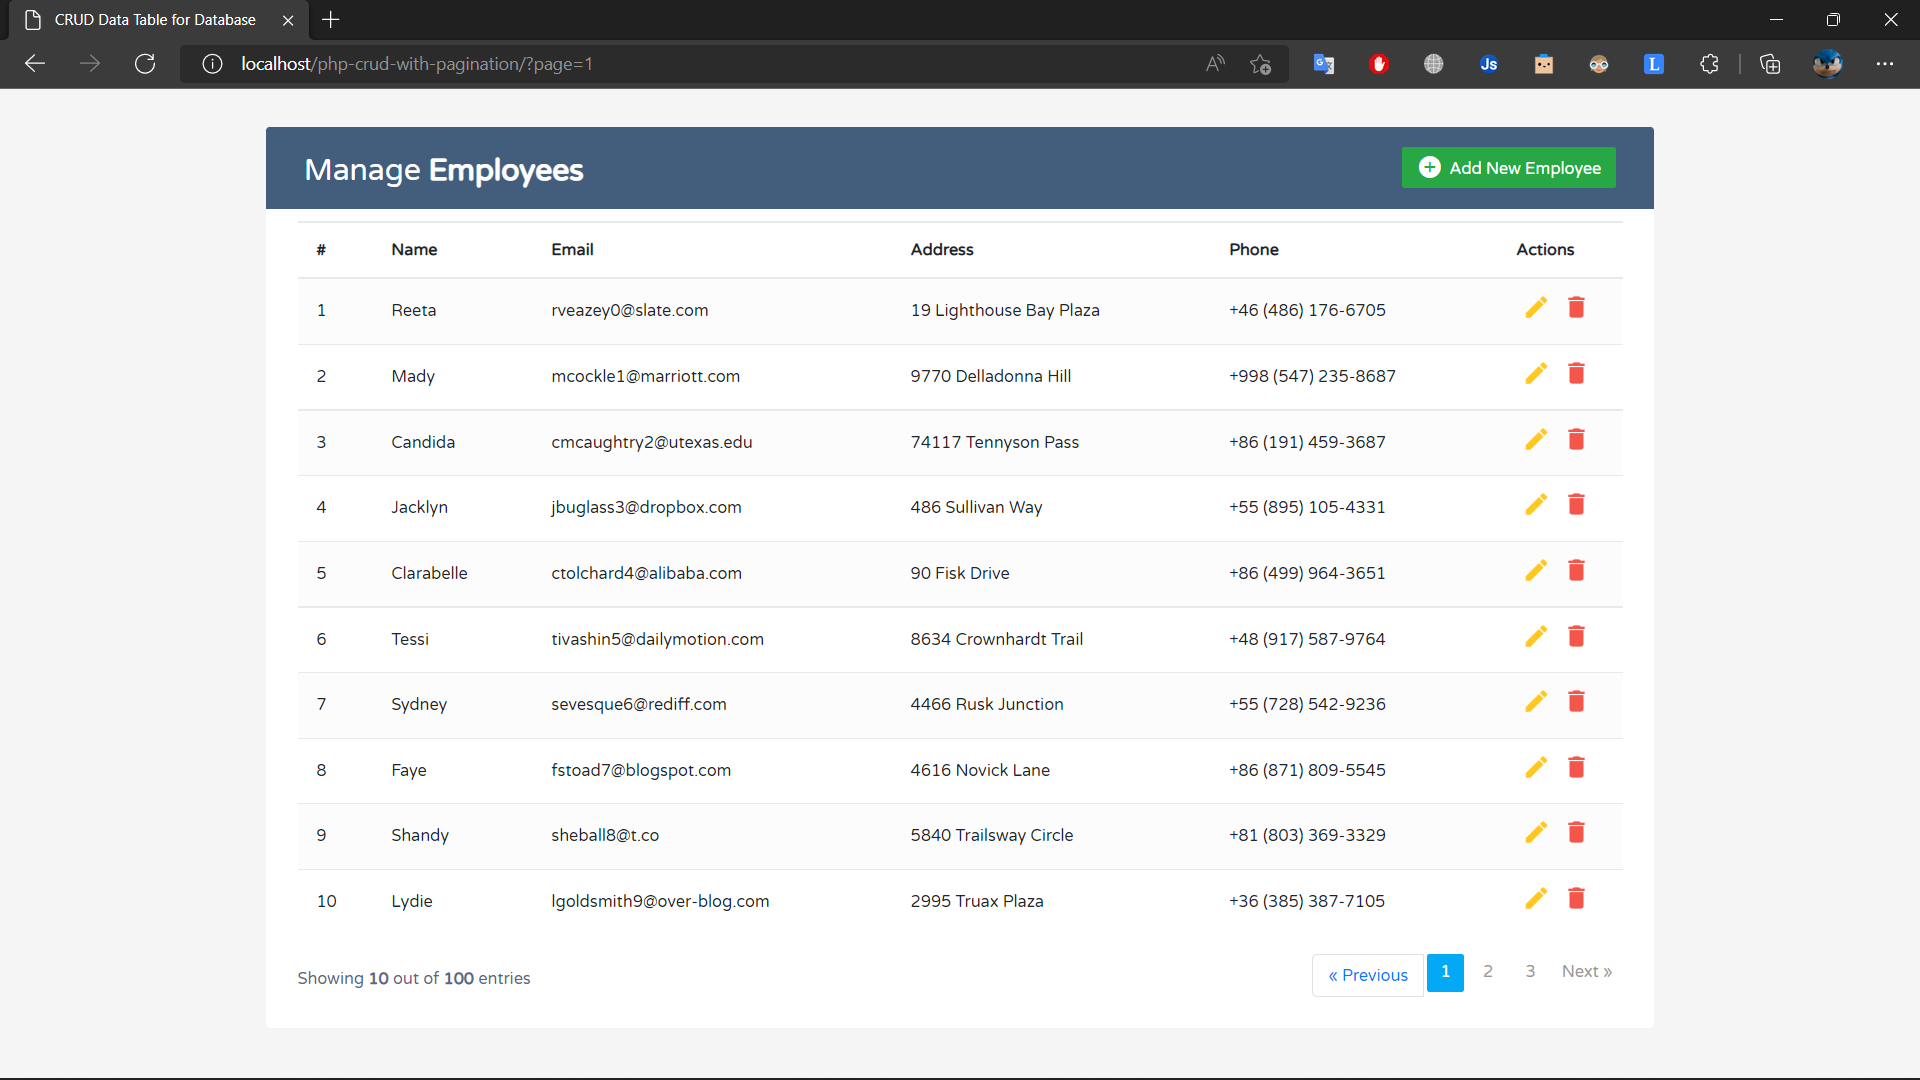 CRUD Data Table for Database
localhost/php-crud-with-pagination/?page=1
Manage Employees
Add New Employee
# Name Email Address Phone Actions
1 Reeta rveazey0@slate.com 19 Lighthouse Bay Plaza +46 (486) 176-6705
2 Mady mcockle1@marriott.com 9770 Delladonna Hill +998 (547) 235-8687
3 Candida cmcaughtry2@utexas.edu 74117 Tennyson Pass +86 (191) 459-3687
4 Jacklyn jbuglass3@dropbox.com 486 Sullivan Way +55 (895) 105-4331
5 Clarabelle ctolchard4@alibaba.com 90 Fisk Drive +86 (499) 964-3651
6 Tessi tivashin5@dailymotion.com 8634 Crownhardt Trail +48 (917) 587-9764
7 Sydney sevesque6@rediff.com 4466 Rusk Junction +55 (728) 542-9236
8 Faye fstoad7@blogspot.com 4616 Novick Lane +86 (871) 809-5545
9 Shandy sheball8@t.co 5840 Trailsway Circle +81 (803) 369-3329
10 Lydie lgoldsmith9@over-blog.com 2995 Truax Plaza +36 (385) 387-7105
Showing 10 out of 100 entries
« Previous 1 2 3 Next »